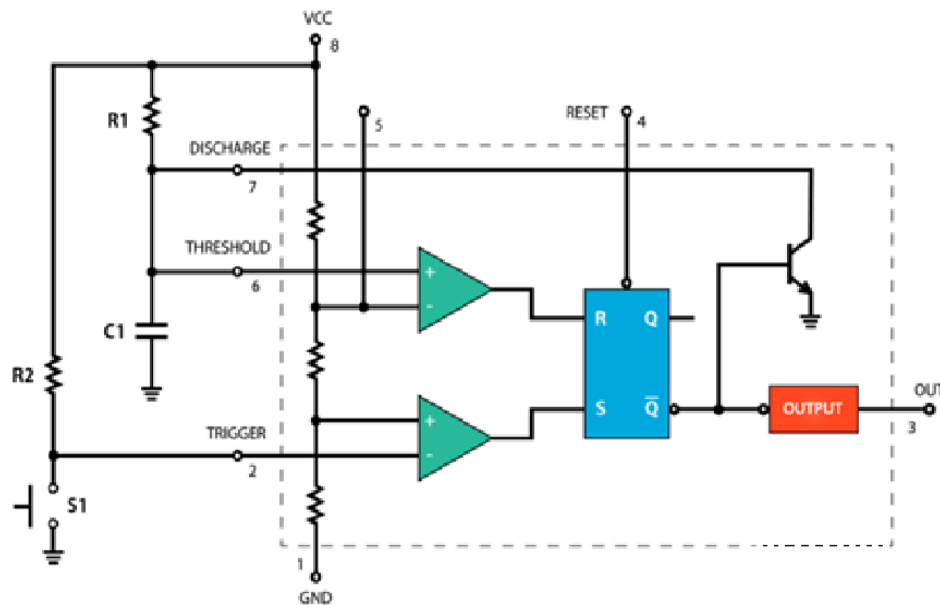 VCC
8
R1
5
RESET
4
DISCHARGE
7
THRESHOLD
6
+
-
R Q
C1
R2
S Q̅
OUTPUT
OUT
3
TRIGGER
2
+
-
S1
1
GND